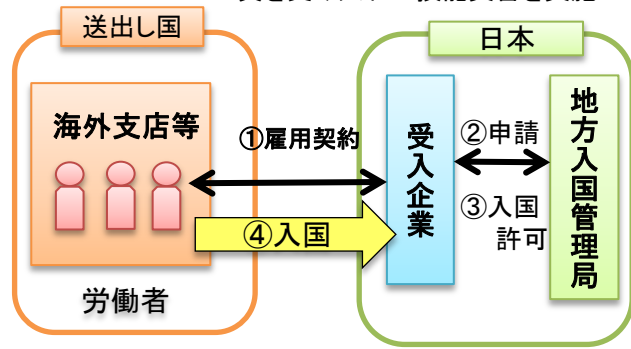 送出し国
日本
海外支店等
①雇用契約
④入国
労働者
受入企業
②申請
③入国
許可
地方入国管理局